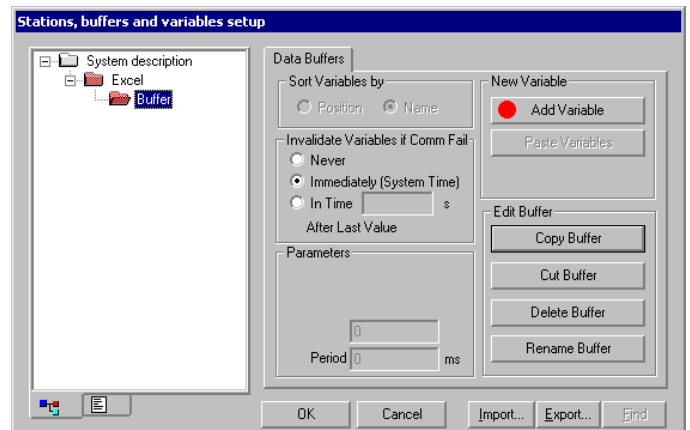 Stations, buffers and variables setup
System description
Excel
Buffer
Data Buffers
Sort Variables by
Position Name
Invalidate Variables if Comm Fail
Never
Immediately (System Time)
In Time s
After Last Value
Parameters
0
Period 0 ms
New Variable
Add Variable
Paste Variables
Edit Buffer
Copy Buffer
Cut Buffer
Delete Buffer
Rename Buffer
OK Cancel Import... Export... Find